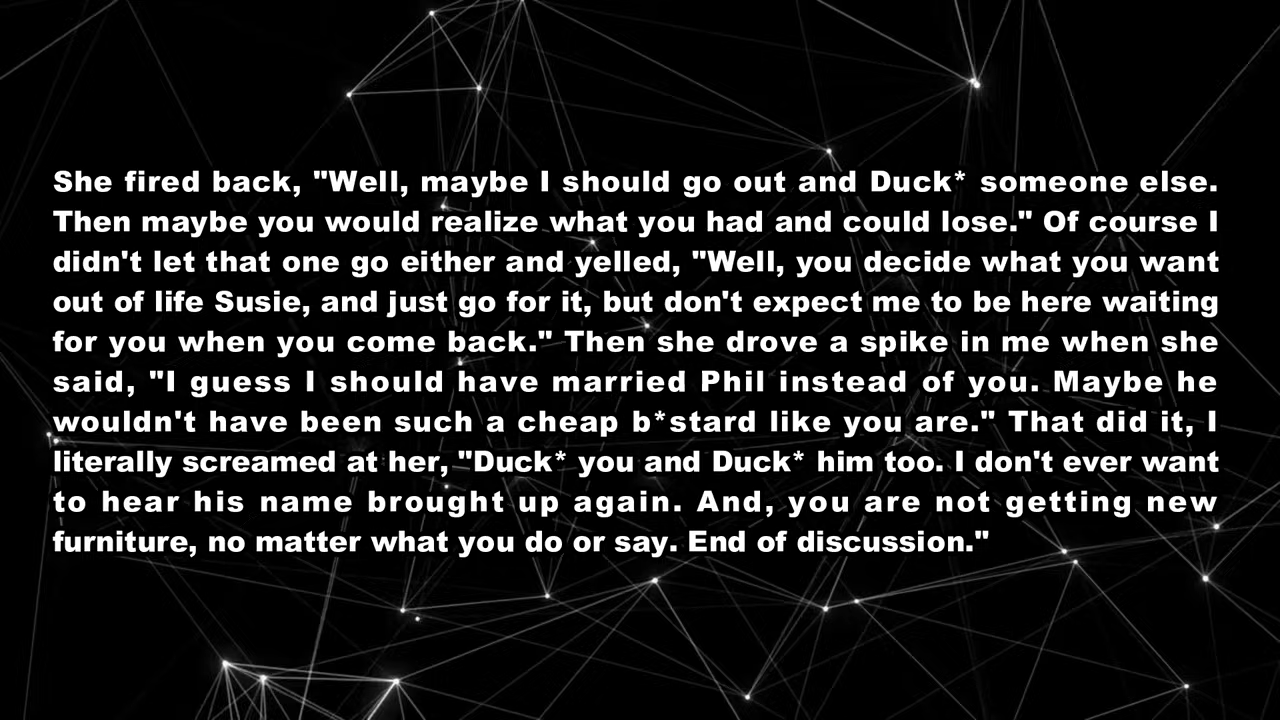 She fired back, "Well, maybe I should go out and Duck* someone else.
Then maybe you would realize what you had and could lose." Of course I
didn't let that one go either and yelled, "Well, you decide what you want
out of life Susie, and just go for it, but don't expect me to be here waiting
for you when you come back." Then she drove a spike in me when she
said, "I guess I should have married Phil instead of you. Maybe he
wouldn't have been such a cheap b*stard like you are." That did it, I
literally screamed at her, "Duck* you and Duck* him too. I don't ever want
to hear his name brought up again. And, you are not getting new
furniture, no matter what you do or say. End of discussion."